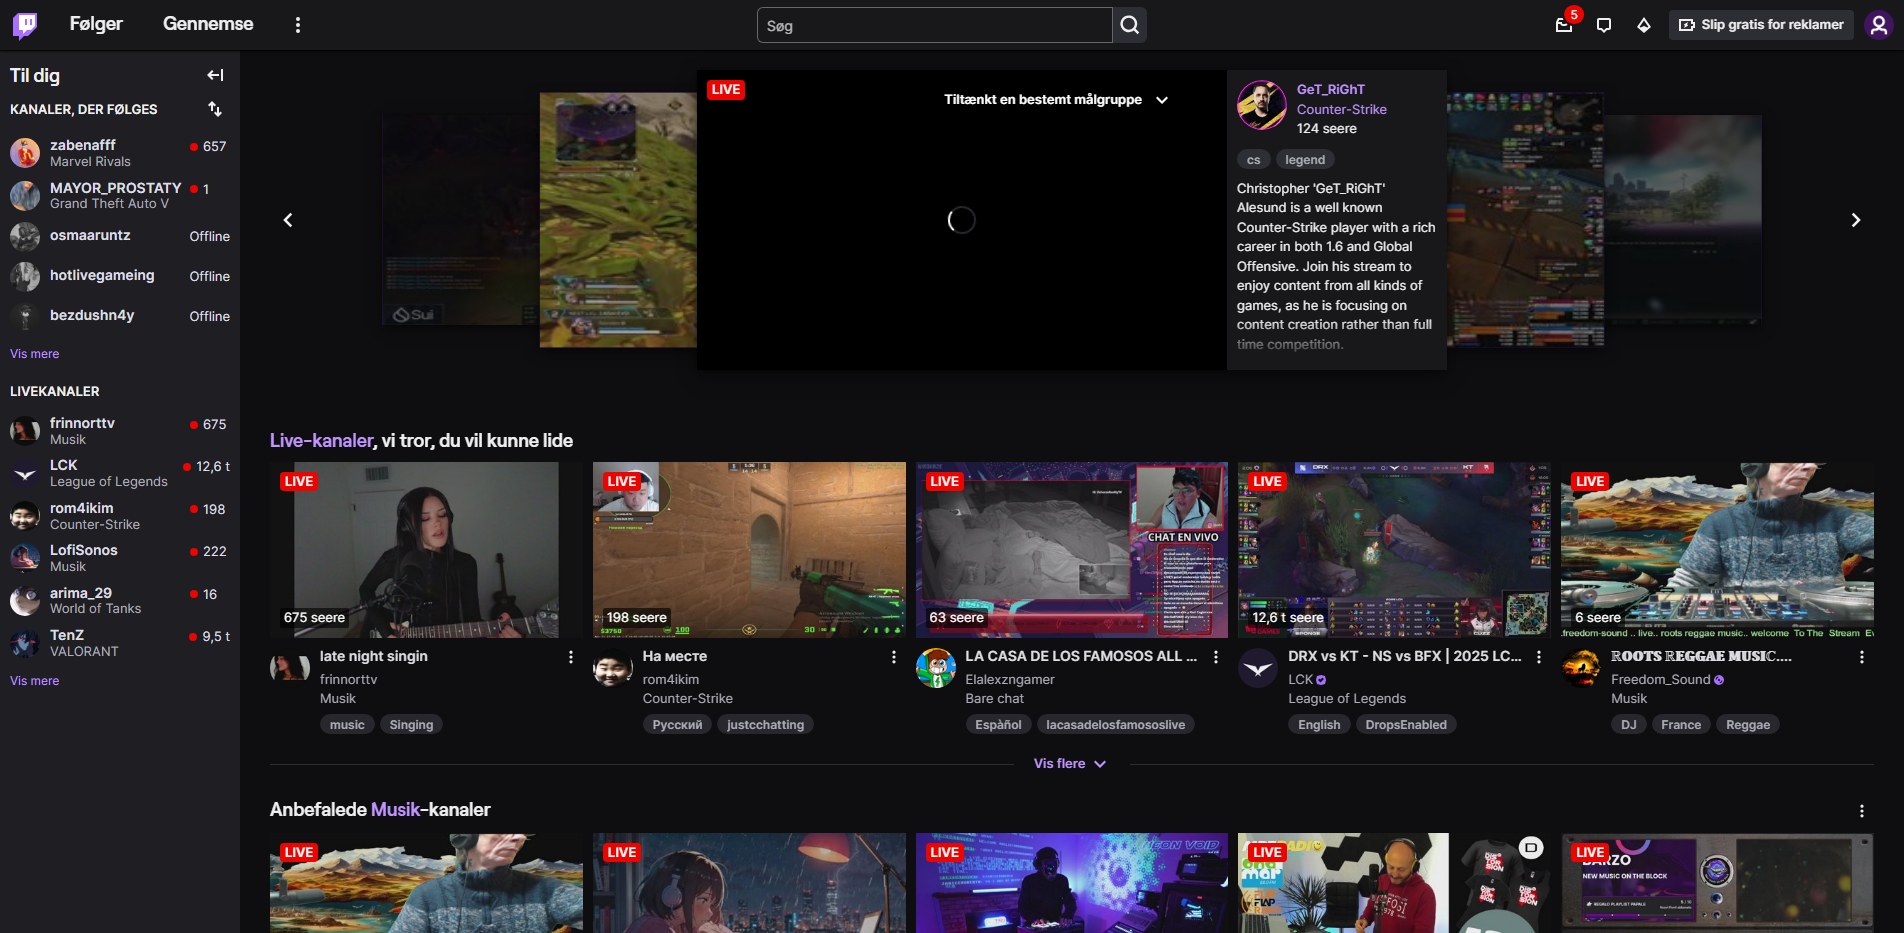 Følger
Gennemse
Søg
5
Slip gratis for reklamer
Til dig
KANALER, DER FØLGES
zabenafff
657
Marvel Rivals
MAYOR_PROSTATY
1
Grand Theft Auto V
osmaaruntz
Offline
hotlivegameing
Offline
bezdushn4y
Offline
Vis mere
LIVEKANALER
frinnorttv
675
Musik
LCK
12,6 t
League of Legends
rom4ikim
198
Counter-Strike
LofiSonos
222
Musik
arima_29
16
World of Tanks
TenZ
9,5 t
VALORANT
Vis mere
Sui
LIVE
Tiltænkt en bestemt målgruppe
GeT_RiGhT
Counter-Strike
124 seere
cs
legend
Christopher 'GeT_RiGhT'
Alesund is a well known
Counter-Strike player with a rich
career in both 1.6 and Global
Offensive. Join his stream to
enjoy content from all kinds of
games, as he is focusing on
content creation rather than full
time competition.
Live-kanaler, vi tror, du vil kunne lide
LIVE
675 seere
late night singin
frinnorttv
Musik
music
Singing
LIVE
198 seere
На месте
rom4ikim
Counter-Strike
Русский
justcchatting
LIVE
CHAT EN VIVO
63 seere
LA CASA DE LOS FAMOSOS ALL ...
Elalexzngamer
Bare chat
Espàñol
lacasadelosfamososlive
LIVE
DRX
KT
12,6 t seere
DRX vs KT - NS vs BFX | 2025 LC...
LCK
League of Legends
English
DropsEnabled
LIVE
6 seere
.freedom-sound .. live.. roots reggae music.. welcome To The Stream
ℝ𝕆𝕆𝕋𝕊 ℝ𝔼𝔾𝔾𝔸𝔼 𝕄𝕌𝕊𝕀ℂ....
Freedom_Sound
Musik
DJ
France
Reggae
Vis flere
Anbefalede Musik-kanaler
LIVE
LIVE
LIVE
NEON VOID
LIVE
LIVE
NEW MUSIC ON THE BLOCK